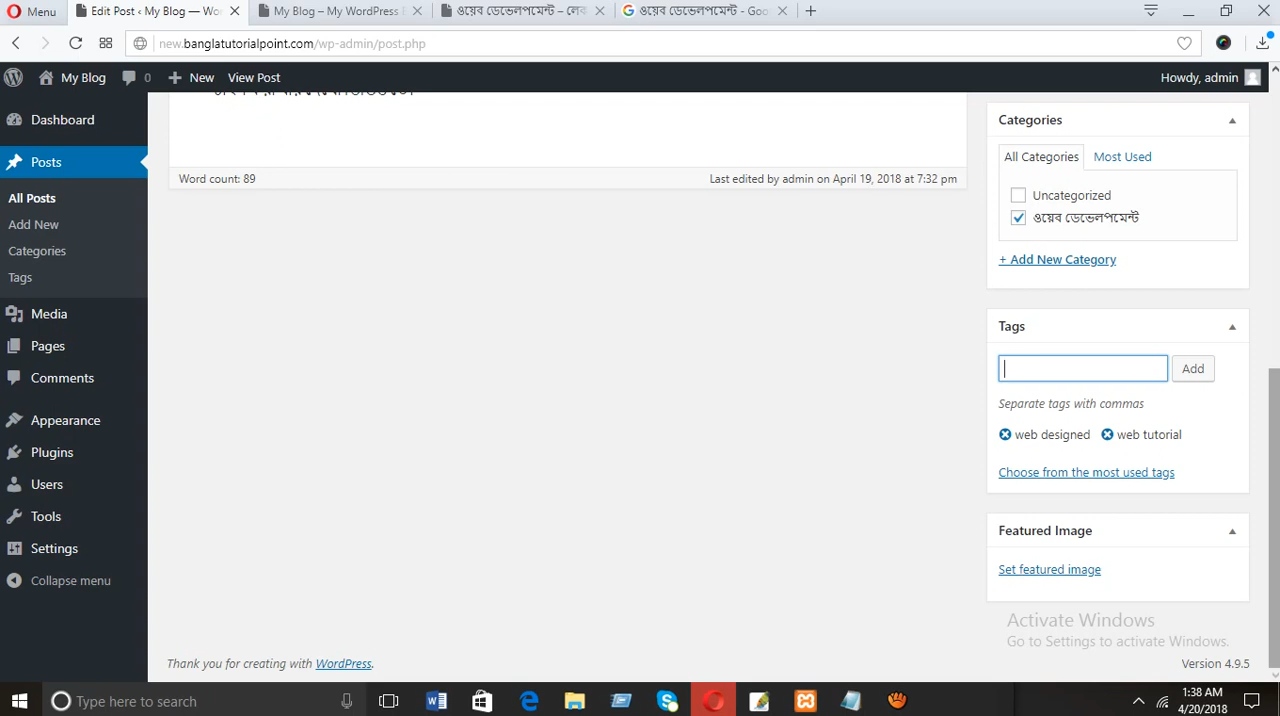 Menu
Edit Post ‹ My Blog — Wor
My Blog – My WordPress
ওয়েব ডেভেলপমেন্ট – লেক
ওয়েব ডেভেলপমেন্ট - Goo
new.banglatutorialpoint.com/wp-admin/post.php
My Blog 0 New View Post Howdy, admin
Dashboard
Posts
All Posts
Add New
Categories
Tags
Media
Pages
Comments
Appearance
Plugins
Users
Tools
Settings
Collapse menu
Word count: 89 Last edited by admin on April 19, 2018 at 7:32 pm
Categories
All Categories Most Used
Uncategorized
ওয়েব ডেভেলপমেন্ট
+ Add New Category
Tags
Add
Separate tags with commas
web designed web tutorial
Choose from the most used tags
Featured Image
Set featured image
Activate Windows
Go to Settings to activate Windows.
Thank you for creating with WordPress. Version 4.9.5
Type here to search
1:38 AM
4/20/2018